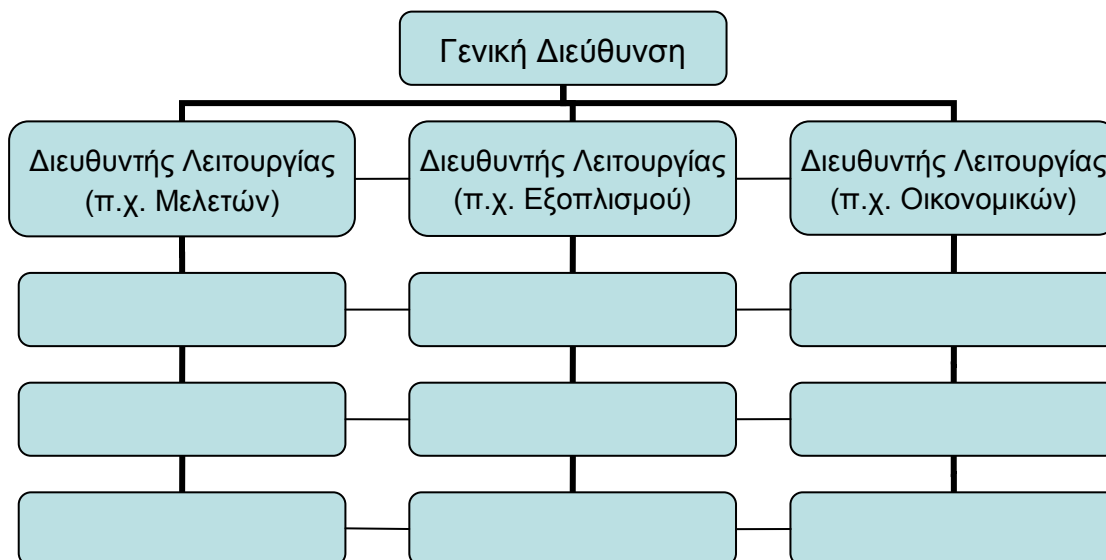 Γενική Διεύθυνση
Διευθυντής Λειτουργίας
(π.χ. Μελετών)
Διευθυντής Λειτουργίας
(π.χ. Εξοπλισμού)
Διευθυντής Λειτουργίας
(π.χ. Οικονομικών)